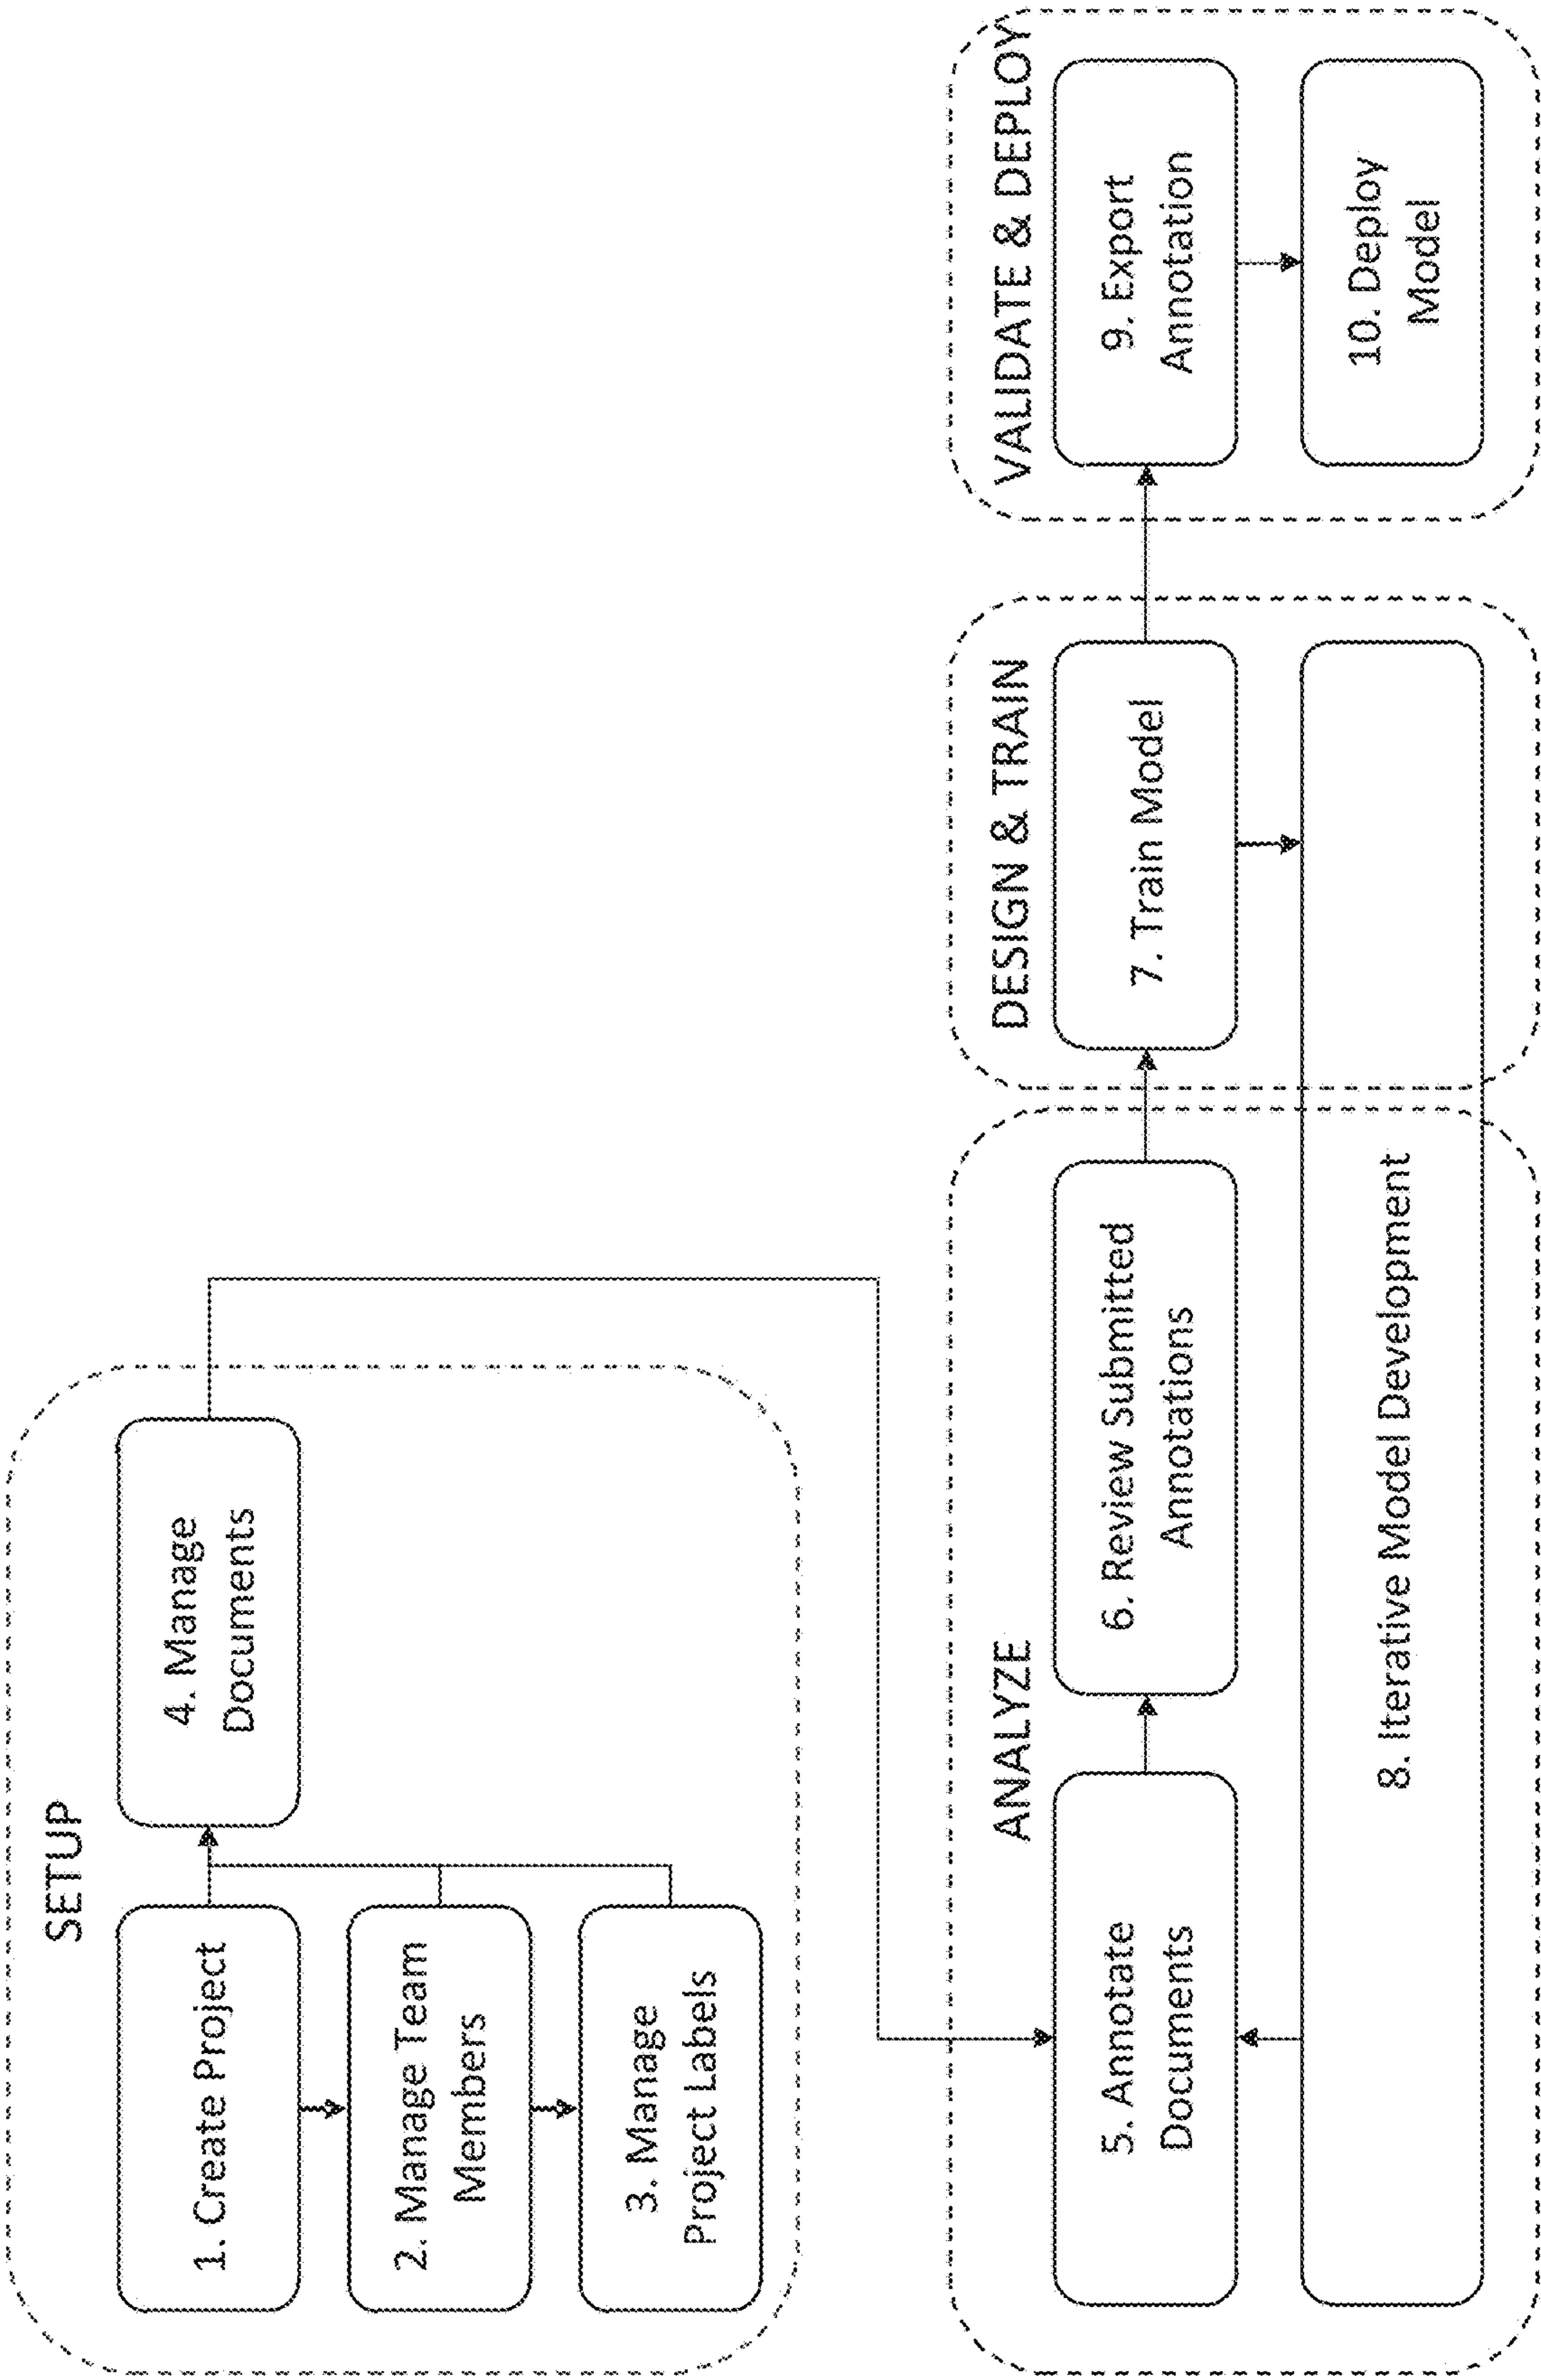 SETUP
1. Create Project
2. Manage Team
Members
3. Manage
Project Labels
4. Manage
Documents
ANALYZE
5. Annotate
Documents
6. Review Submitted
Annotations
DESIGN & TRAIN
7. Train Model
8. Iterative Model Development
VALIDATE & DEPLOY
9. Export
Annotation
10. Deploy
Model